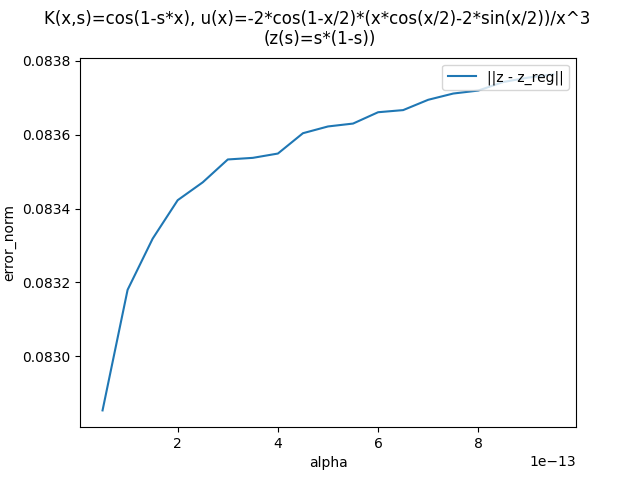 K(x,s)=cos(1-s*x), u(x)=-2*cos(1-x/2)*(x*cos(x/2)-2*sin(x/2))/x^3
(z(s)=s*(1-s))
||z - z_reg||
0.0838
0.0836
0.0834
0.0832
0.0830
error_norm
2
4
6
8
alpha
1e−13